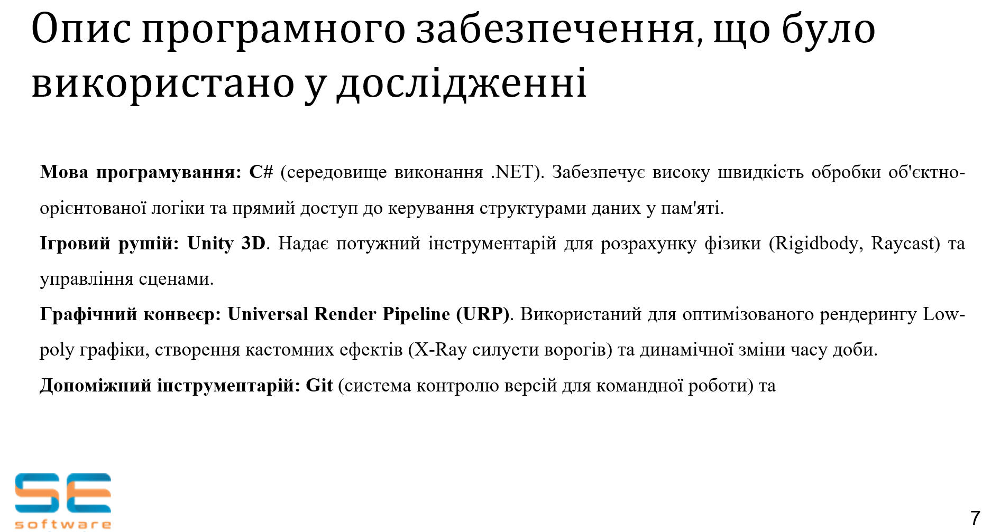 Опис програмного забезпечення, що було
використано у дослідженні
Мова програмування: C# (середовище виконання .NET). Забезпечує високу швидкість обробки об'єктно-
орієнтованої логіки та прямий доступ до керування структурами даних у пам'яті.
Ігровий рушій: Unity 3D. Надає потужний інструментарій для розрахунку фізики (Rigidbody, Raycast) та
управління сценами.
Графічний конвеєр: Universal Render Pipeline (URP). Використаний для оптимізованого рендерингу Low-
poly графіки, створення кастомних ефектів (X-Ray силуети ворогів) та динамічної зміни часу доби.
Допоміжний інструментарій: Git (система контролю версій для командної роботи) та
SE
software
7